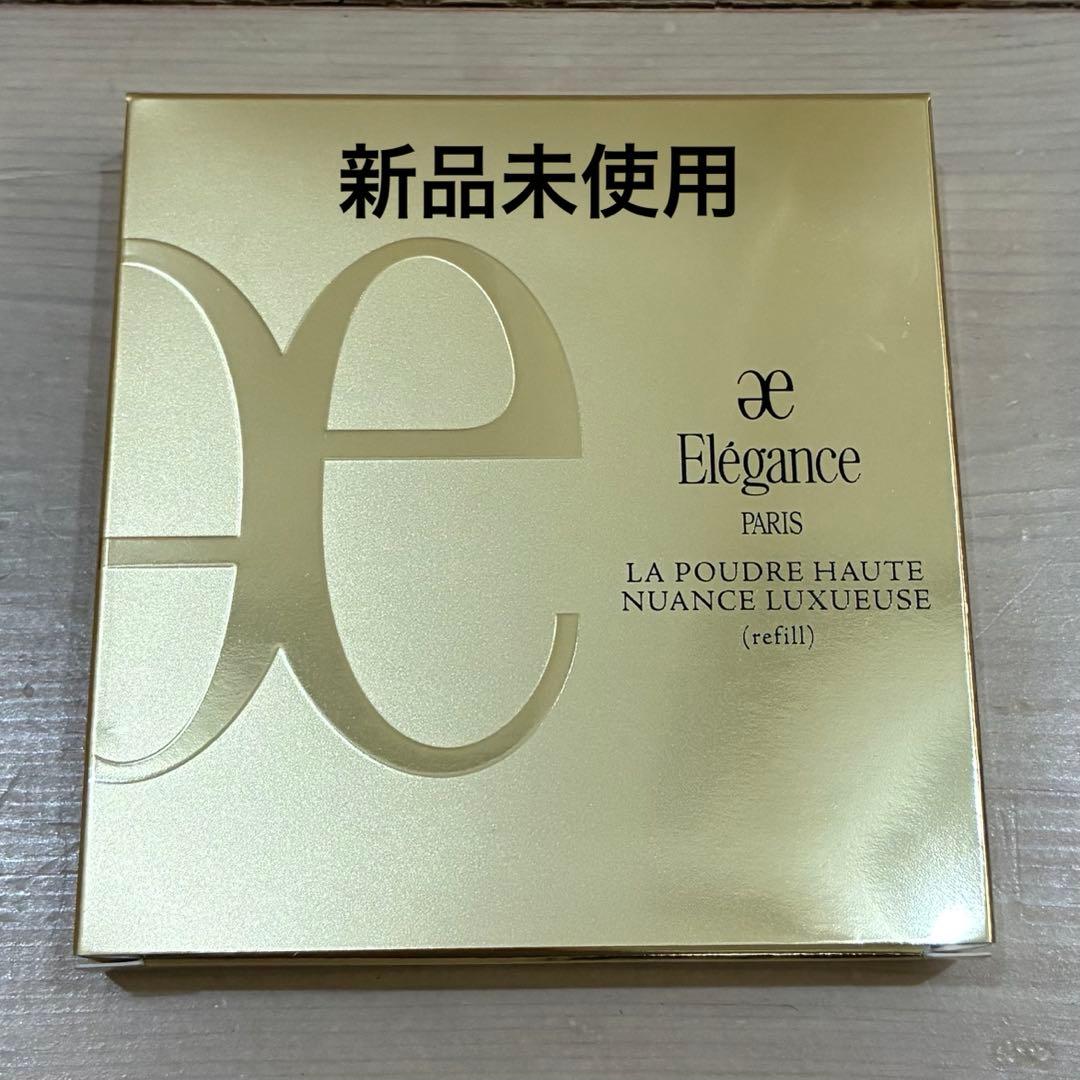 新品未使用
Elégance
PARIS
LA POUDRE HAUTE
NUANCE LUXUEUSE
(refill)